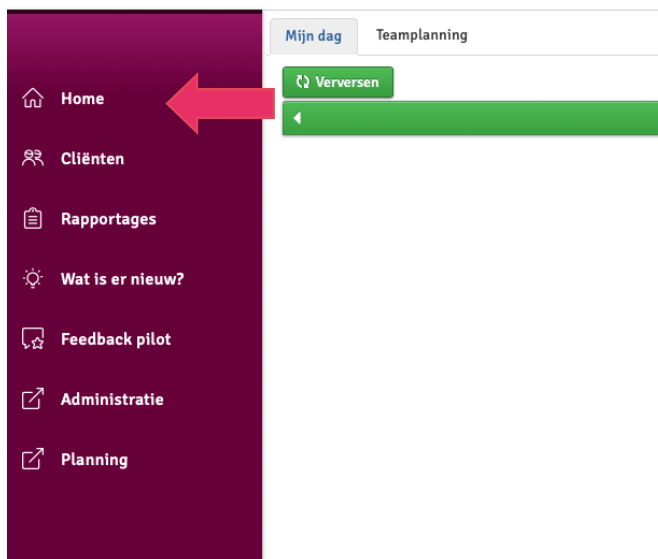 Mijn dag Teamplanning
Verversen
Home
Cliënten
Rapportages
Wat is er nieuw?
Feedback pilot
Administratie
Planning